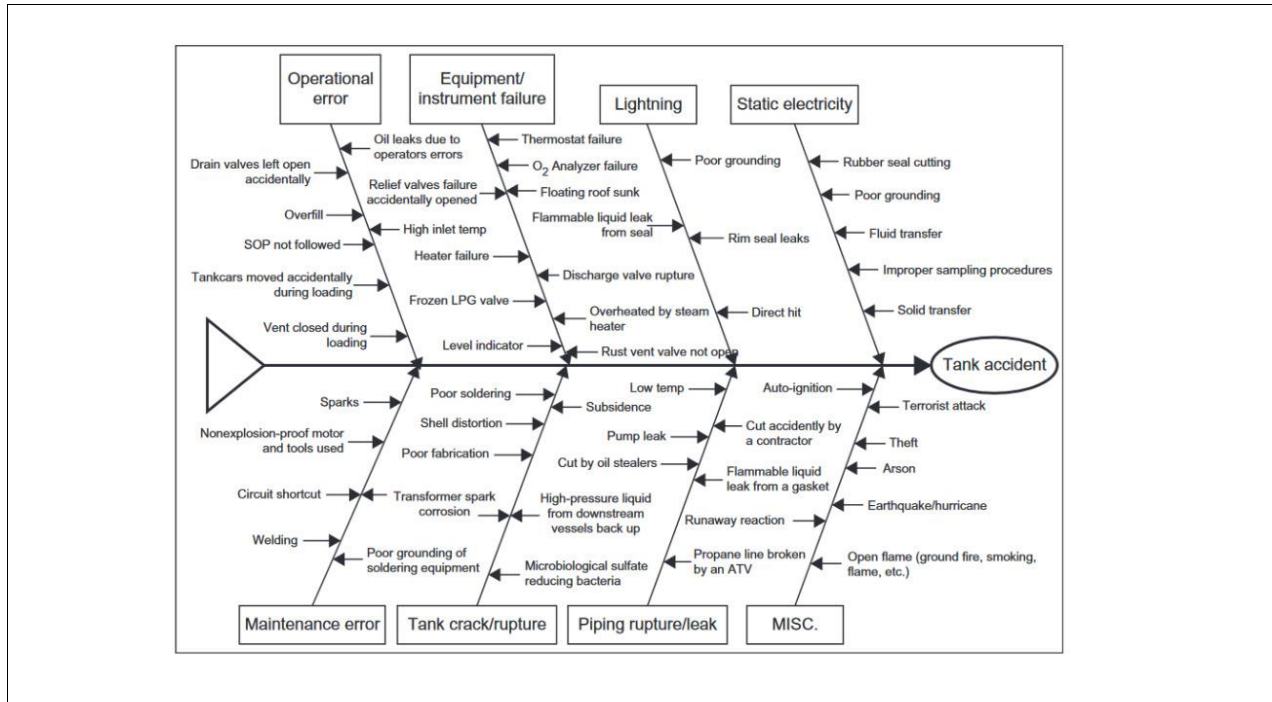 Operational
error
Equipment/
instrument failure
Lightning
Static electricity
Oil leaks due to
operators errors
Drain valves left open
accidentally
Overfill
High inlet temp
SOP not followed
Tankcars moved accidentally
during loading
Vent closed during
loading
Thermostat failure
O2 Analyzer failure
Relief valves failure
accidentally opened
Floating roof sunk
Heater failure
Discharge valve rupture
Frozen LPG valve
Overheated by steam
heater
Level indicator
Rust vent valve not open
Poor grounding
Flammable liquid leak
from seal
Rim seal leaks
Direct hit
Rubber seal cutting
Poor grounding
Fluid transfer
Improper sampling procedures
Solid transfer
Tank accident
Sparks
Nonexplosion-proof motor
and tools used
Circuit shortcut
Transformer spark
corrosion
Welding
Poor grounding of
soldering equipment
Poor soldering
Subsidence
Shell distortion
Poor fabrication
High-pressure liquid
from downstream
vessels back up
Microbiological sulfate
reducing bacteria
Low temp
Cut accidently by
a contractor
Pump leak
Cut by oil stealers
Flammable liquid
leak from a gasket
Propane line broken
by an ATV
Auto-ignition
Terrorist attack
Theft
Arson
Earthquake/hurricane
Runaway reaction
Open flame (ground fire, smoking,
flame, etc.)
Maintenance error
Tank crack/rupture
Piping rupture/leak
MISC.